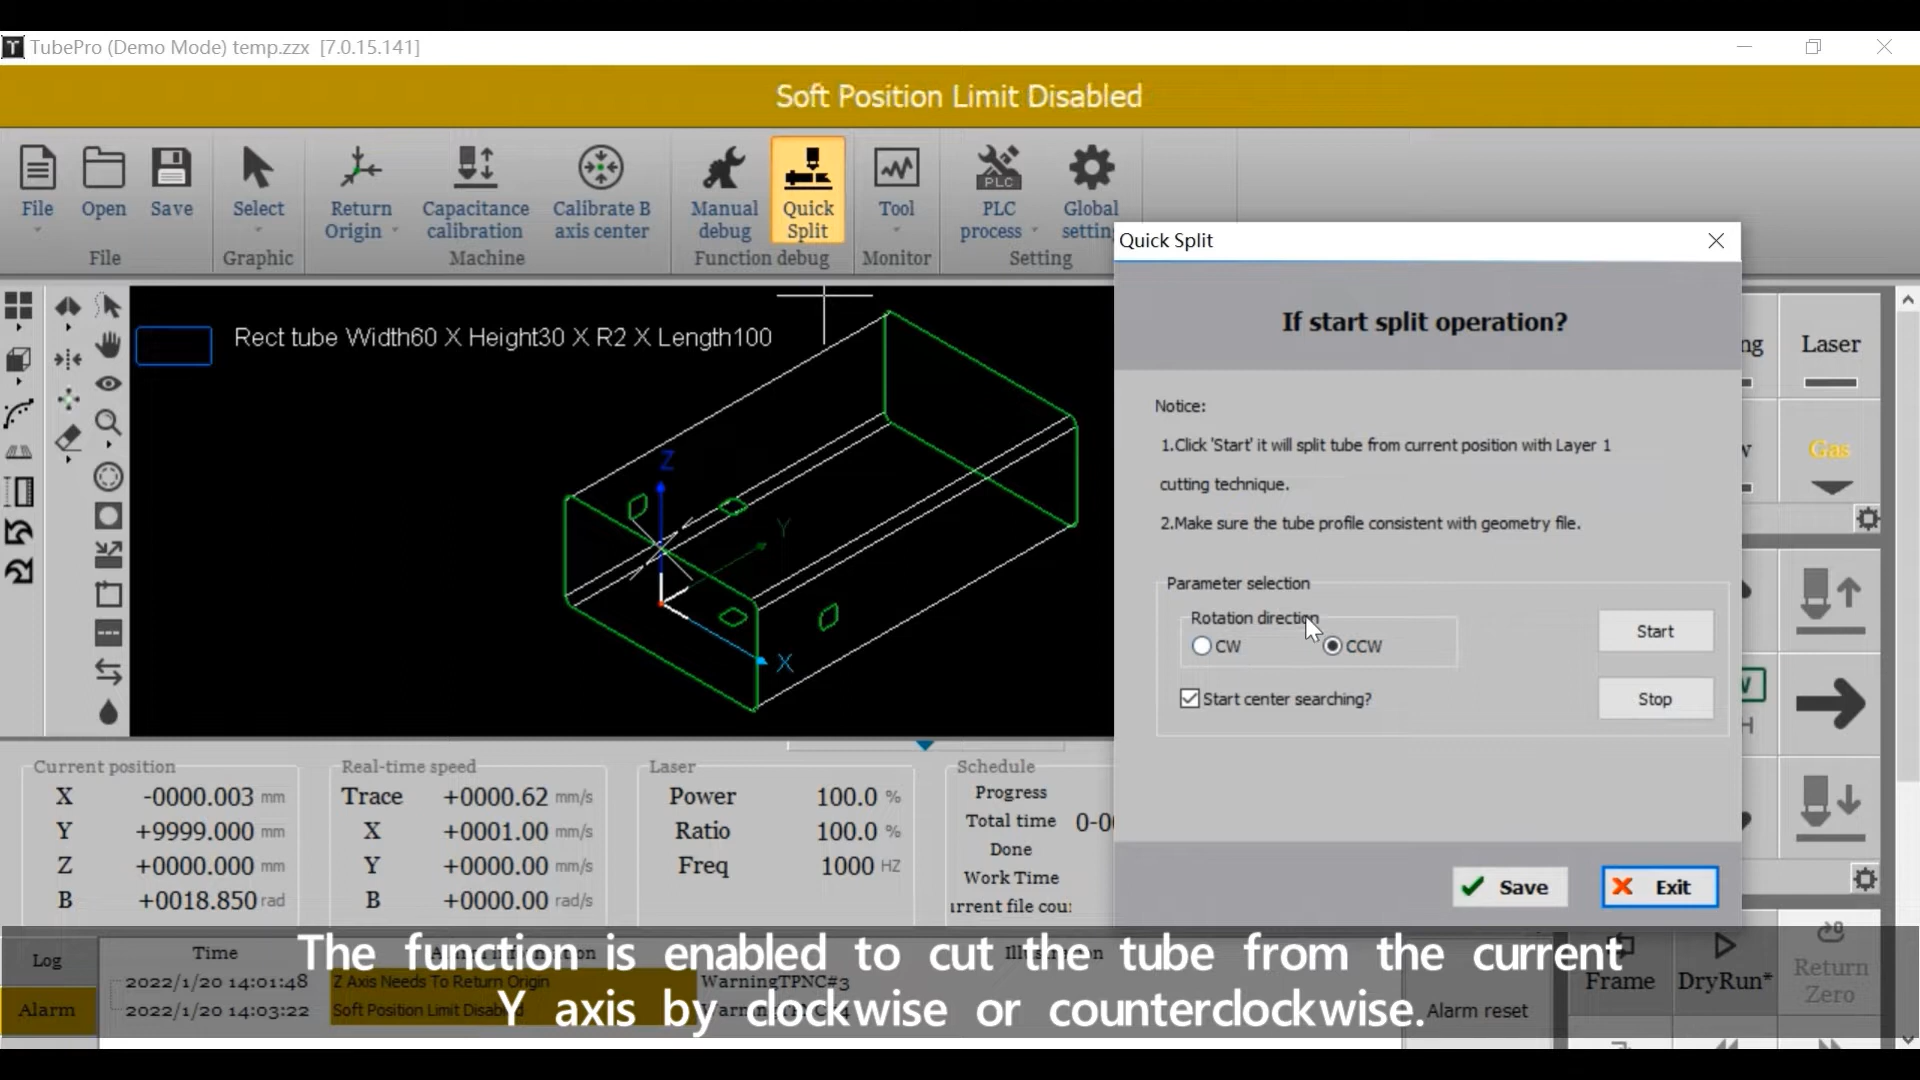 TubePro (Demo Mode) temp.zzx [7.0.15.141]
Soft Position Limit Disabled
File
Open
Save
Select
Return
Origin
Capacitance
calibration
Calibrate B
axis center
Manual
debug
Quick
Split
Tool
PLC
PLC
process
Global
File
Graphic
Machine
Function debug
Monitor
Setting
Rect tube Width60 X Height30 X R2 X Length100
Z
Y
X
Quick Split
If start split operation?
Notice:
1.Click 'Start' it will split tube from current position with Layer 1
cutting technique.
2.Make sure the tube profile consistent with geometry file.
Parameter selection
Rotation direction
CW
CCW
Start
Start center searching?
Stop
Save
Exit
Laser
Gas
Current position
X -0000.003 mm
Y +9999.000 mm
Z +0000.000 mm
B +0018.850 rad
Real-time speed
Trace +0000.62 mm/s
X +0001.00 mm/s
Y +0000.00 mm/s
B +0000.00 rad/s
Laser
Power 100.0 %
Ratio 100.0 %
Freq 1000 HZ
Schedule
Progress
Total time
Done
Work Time
Log
Alarm
Time
2022/1/20 14:01:48 Z Axis Needs To Return Origin WarningTPNC#3
2022/1/20 14:03:22 Soft Position Limit
Alarm reset
Frame
DryRun*
Return
Zero
The function is enabled to cut the tube from the current
Y axis by clockwise or counterclockwise.